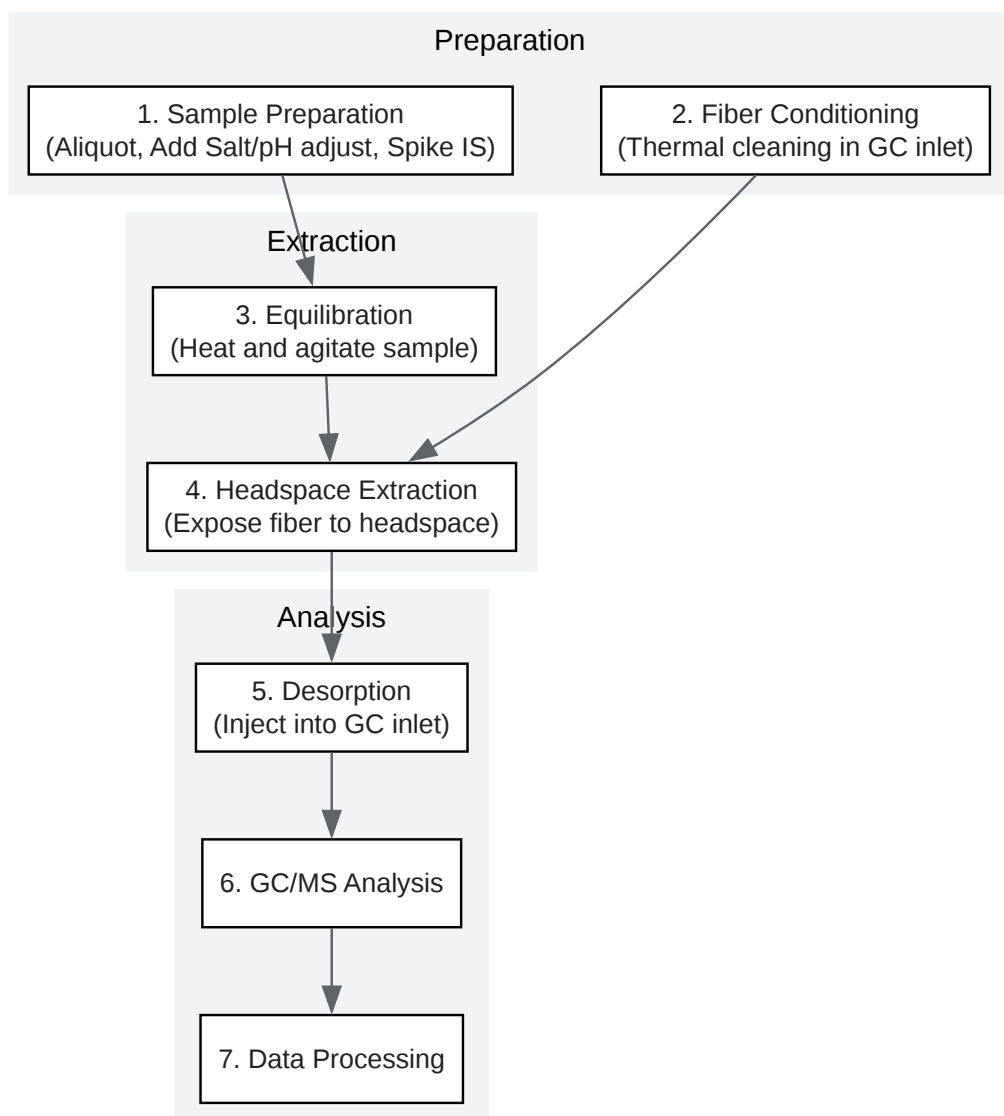 Preparation
1. Sample Preparation
(Aliquot, Add Salt/pH adjust, Spike IS)
2. Fiber Conditioning
(Thermal cleaning in GC inlet)
Extraction
3. Equilibration
(Heat and agitate sample)
4. Headspace Extraction
(Expose fiber to headspace)
Analysis
5. Desorption
(Inject into GC inlet)
6. GC/MS Analysis
7. Data Processing